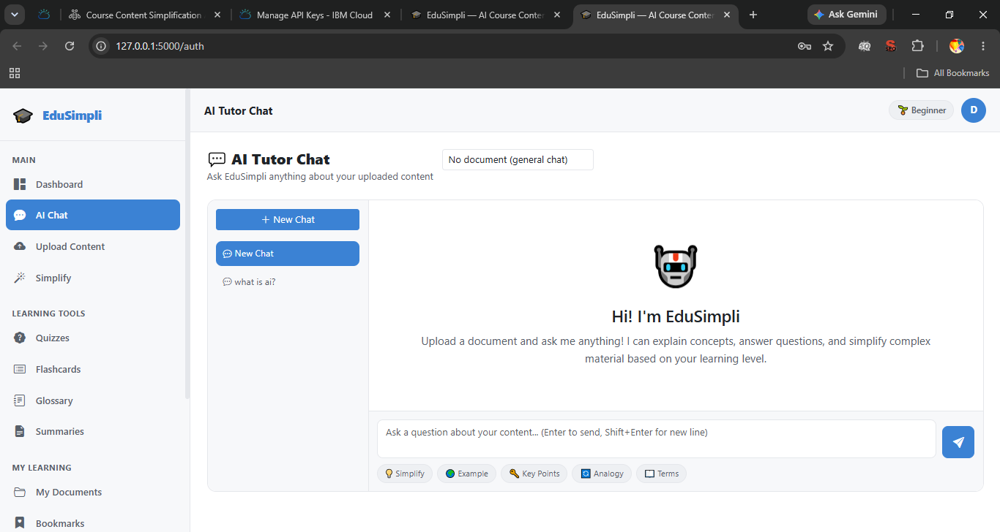 Course Content Simplification
Manage API Keys - IBM Cloud
EduSimpli — AI Course Conter
EduSimpli — AI Course Conter
Ask Gemini
127.0.0.1:5000/auth
SEO
All Bookmarks
EduSimpli
AI Tutor Chat
Beginner
D
MAIN
Dashboard
AI Chat
Upload Content
Simplify
LEARNING TOOLS
Quizzes
Flashcards
Glossary
Summaries
MY LEARNING
My Documents
Bookmarks
AI Tutor Chat
Ask EduSimpli anything about your uploaded content
No document (general chat)
+ New Chat
New Chat
what is ai?
Hi! I'm EduSimpli
Upload a document and ask me anything! I can explain concepts, answer questions, and simplify complex
material based on your learning level.
Ask a question about your content... (Enter to send, Shift+Enter for new line)
Simplify
Example
Key Points
Analogy
Terms